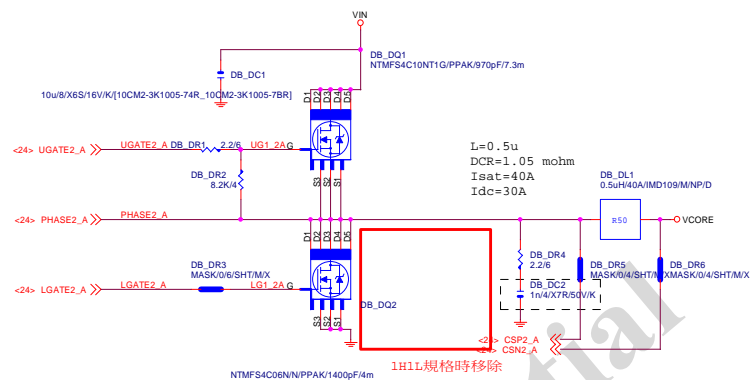 VIN
DB_DQ1
NTMFS4C10NT1G/PPAK/970pF/7.3m
DB_DC1
10u/8/X6S/16V/K/[10CM2-3K1005-74R_10CM2-3K1005-7BR]
D1 D2 D3 D4 D5
<24> UGATE2_A UGATE2_A DB_DR1 2.2/6 UG1_2A G
S3 S2 S1
DB_DR2
8.2K/4
L=0.5u
DCR=1.05 mohm
Isat=40A
Idc=30A
DB_DL1
0.5uH/40A/IMD109/M/NP/D
R50
<24> PHASE2_A PHASE2_A
VCORE
D1 D2 D3 D4 D5
DB_DR3
MASK/0/6/SHT/M/X
<24> LGATE2_A LGATE2_A LG1_2A G
S3 S2 S1
DB_DQ2
DB_DR4
2.2/6
DB_DC2
1n/4/X7R/50V/K
DB_DR5
MASK/0/4/SHT/M/X
DB_DR6
MASK/0/4/SHT/M/X
CSP2_A
<24> CSN2_A
1H1L規格時移除
NTMFS4C06N/N/PPAK/1400pF/4m